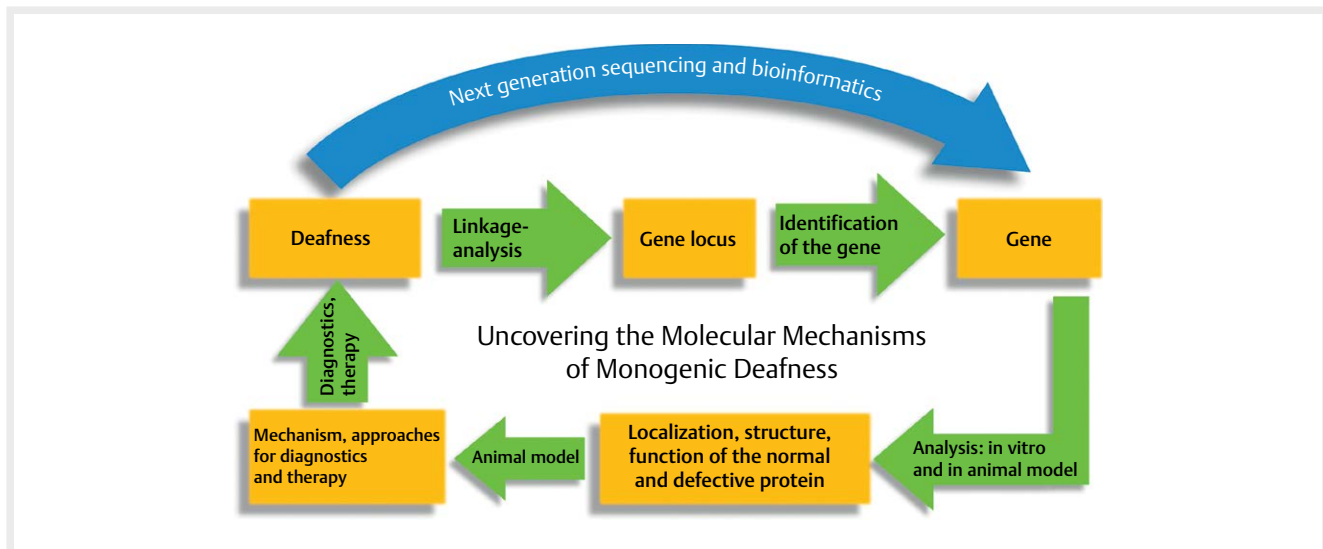 Next generation sequencing and bioinformatics
Deafness
Linkage-
analysis
Gene locus
Identification
of the gene
Gene
Uncovering the Molecular Mechanisms
of Monogenic Deafness
Diagnostics,
therapy
Mechanism, approaches
for diagnostics
and therapy
Animal model
Localization, structure,
function of the normal
and defective protein
Analysis: in vitro
and in animal model